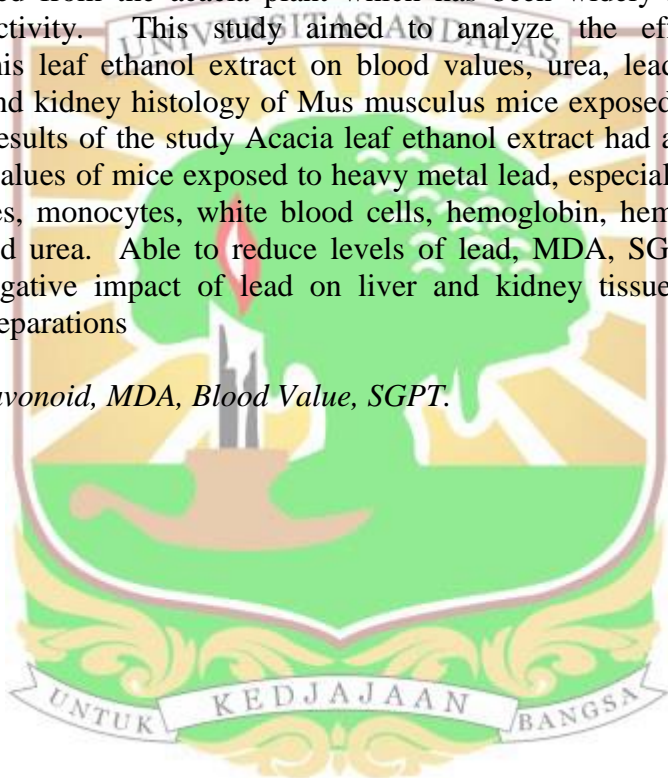 ed from the acacia plant which has been widely
ctivity. This study aimed to analyze the eff
UNIVERSITAS ANDALAS
his leaf ethanol extract on blood values, urea, lead
nd kidney histology of Mus musculus mice exposed
esults of the study Acacia leaf ethanol extract had a
alues of mice exposed to heavy metal lead, especial
es, monocytes, white blood cells, hemoglobin, hem
d urea. Able to reduce levels of lead, MDA, SG
gative impact of lead on liver and kidney tissue
eparations
avonoid, MDA, Blood Value, SGPT.
UNTUK KEDJAJAAN BANGSA